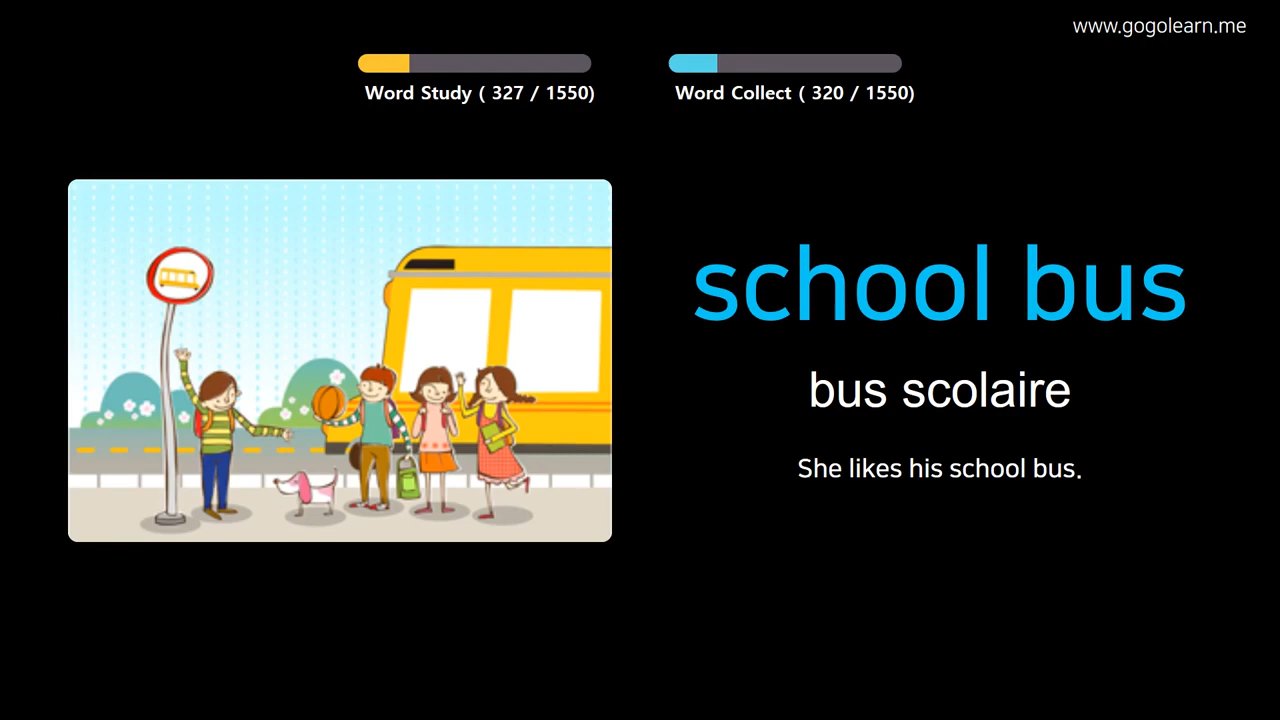 www.gogolearn.me
Word Study ( 327 / 1550)
Word Collect ( 320 / 1550)
school bus
bus scolaire
She likes his school bus.